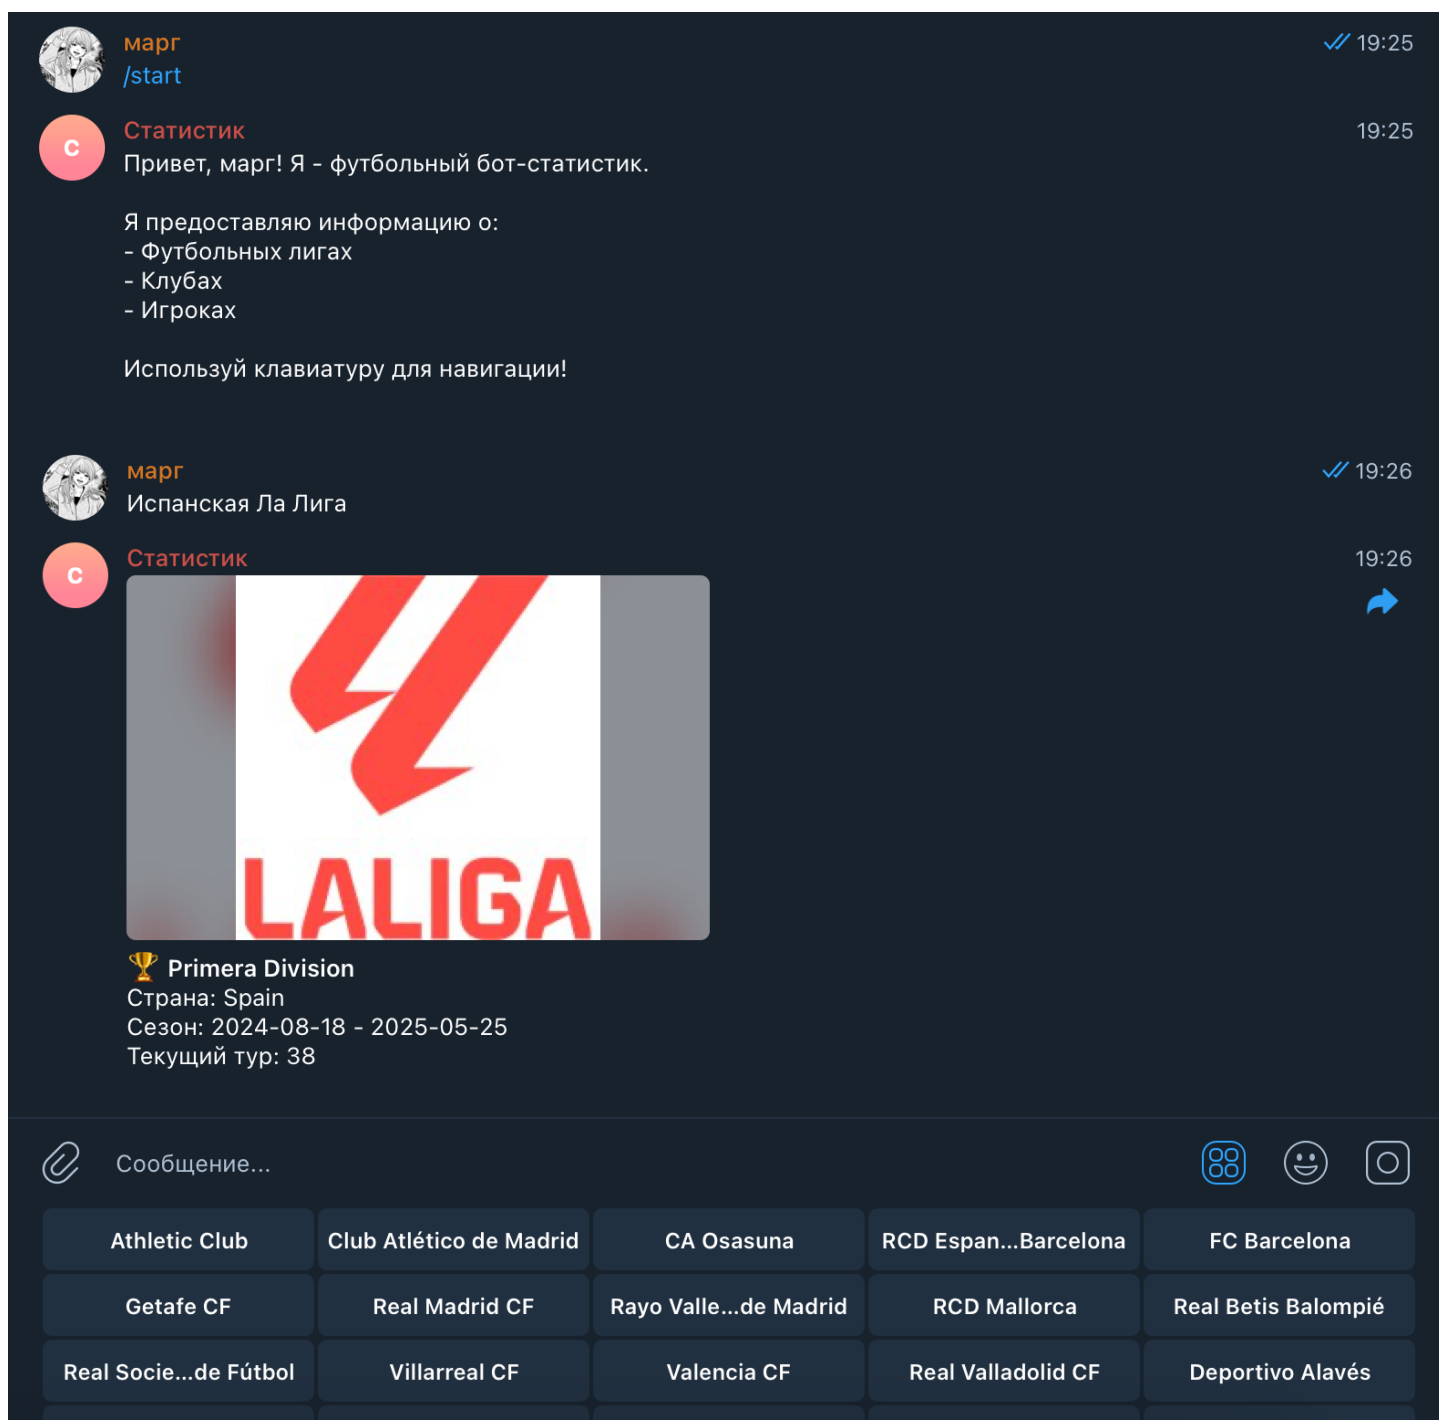 марг 19:25
/start
С Статистик 19:25
Привет, марг! Я - футбольный бот-статистик.
Я предоставляю информацию о:
- Футбольных лигах
- Клубах
- Игроках
Используй клавиатуру для навигации!
марг 19:26
Испанская Ла Лига
С Статистик 19:26
LALIGA
🏆 Primera Division
Страна: Spain
Сезон: 2024-08-18 - 2025-05-25
Текущий тур: 38
Сообщение...
Athletic Club Club Atlético de Madrid CA Osasuna RCD Espan...Barcelona FC Barcelona
Getafe CF Real Madrid CF Rayo Valle...de Madrid RCD Mallorca Real Betis Balompié
Real Socie...de Fútbol Villarreal CF Valencia CF Real Valladolid CF Deportivo Alavés